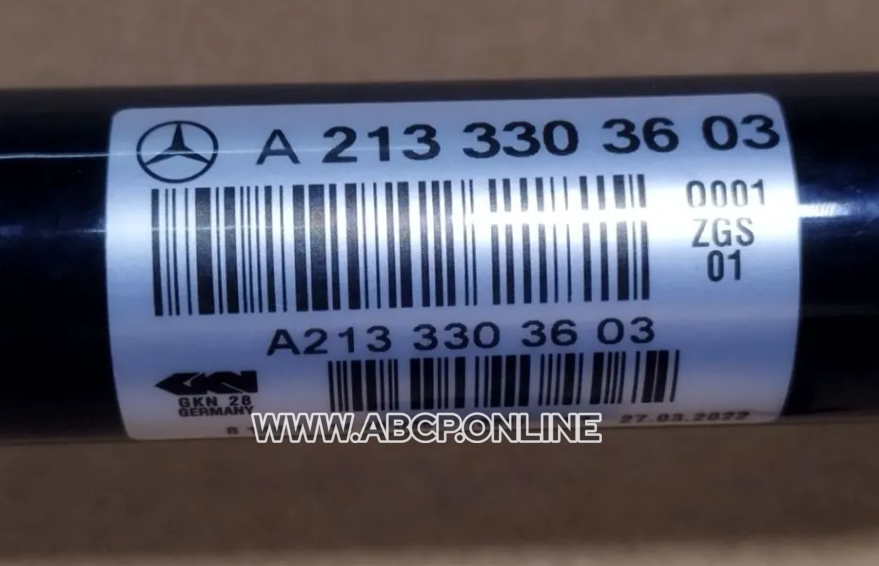 A 213 330 36 03
0001
ZGS
01
A213 330 36 03
GKN
GKN 28
GERMANY
27.03.2022
WWW.ABCP.ONLINE